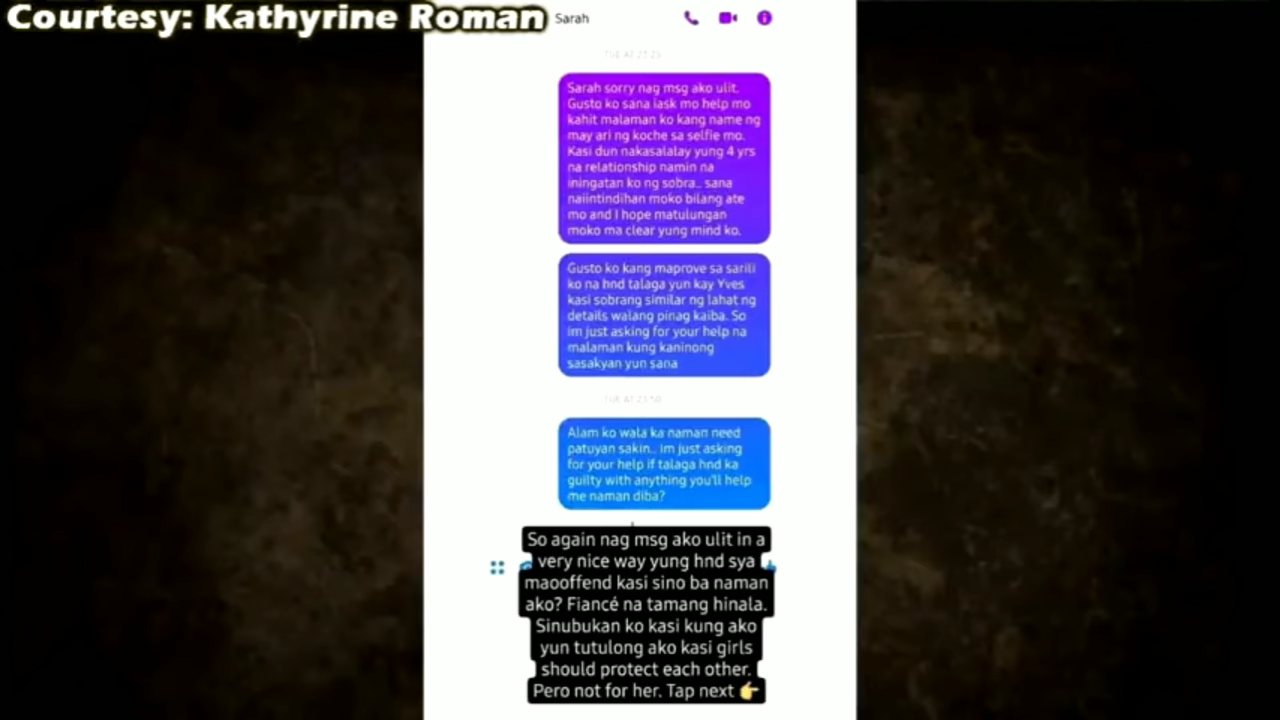 Courtesy: Kathyrine Roman
Sarah
TUE AT 23:23
Sarah sorry nag msg ako ulit.
Gusto ko sana iask mo help mo
kahit malaman ko kang name ng
may ari ng koche sa selfie mo.
Kasi dun nakasalalay yung 4 yrs
na relationship namin na
iningatan ko ng sobra.. sana
naiintindihan moko bilang ate
mo and I hope matulungan
moko ma clear yung mind ko.
Gusto ko kang maprove sa sarili
ko na hnd talaga yun kay Yves
kasi sobrang similar ng lahat ng
details walang pinag kaiba. So
im just asking for your help na
malaman kung kaninong
sasakyan yun sana
TUE AT 23:50
Alam ko wala ka naman need
patuyan sakin.. im just asking
for your help if talaga hnd ka
guilty with anything you'll help
me naman diba?
So again nag msg ako ulit in a
very nice way yung hnd sya
maooffend kasi sino ba naman
ako? Fiancé na tamang hinala.
Sinubukan ko kasi kung ako
yun tutulong ako kasi girls
should protect each other.
Pero not for her. Tap next 👉